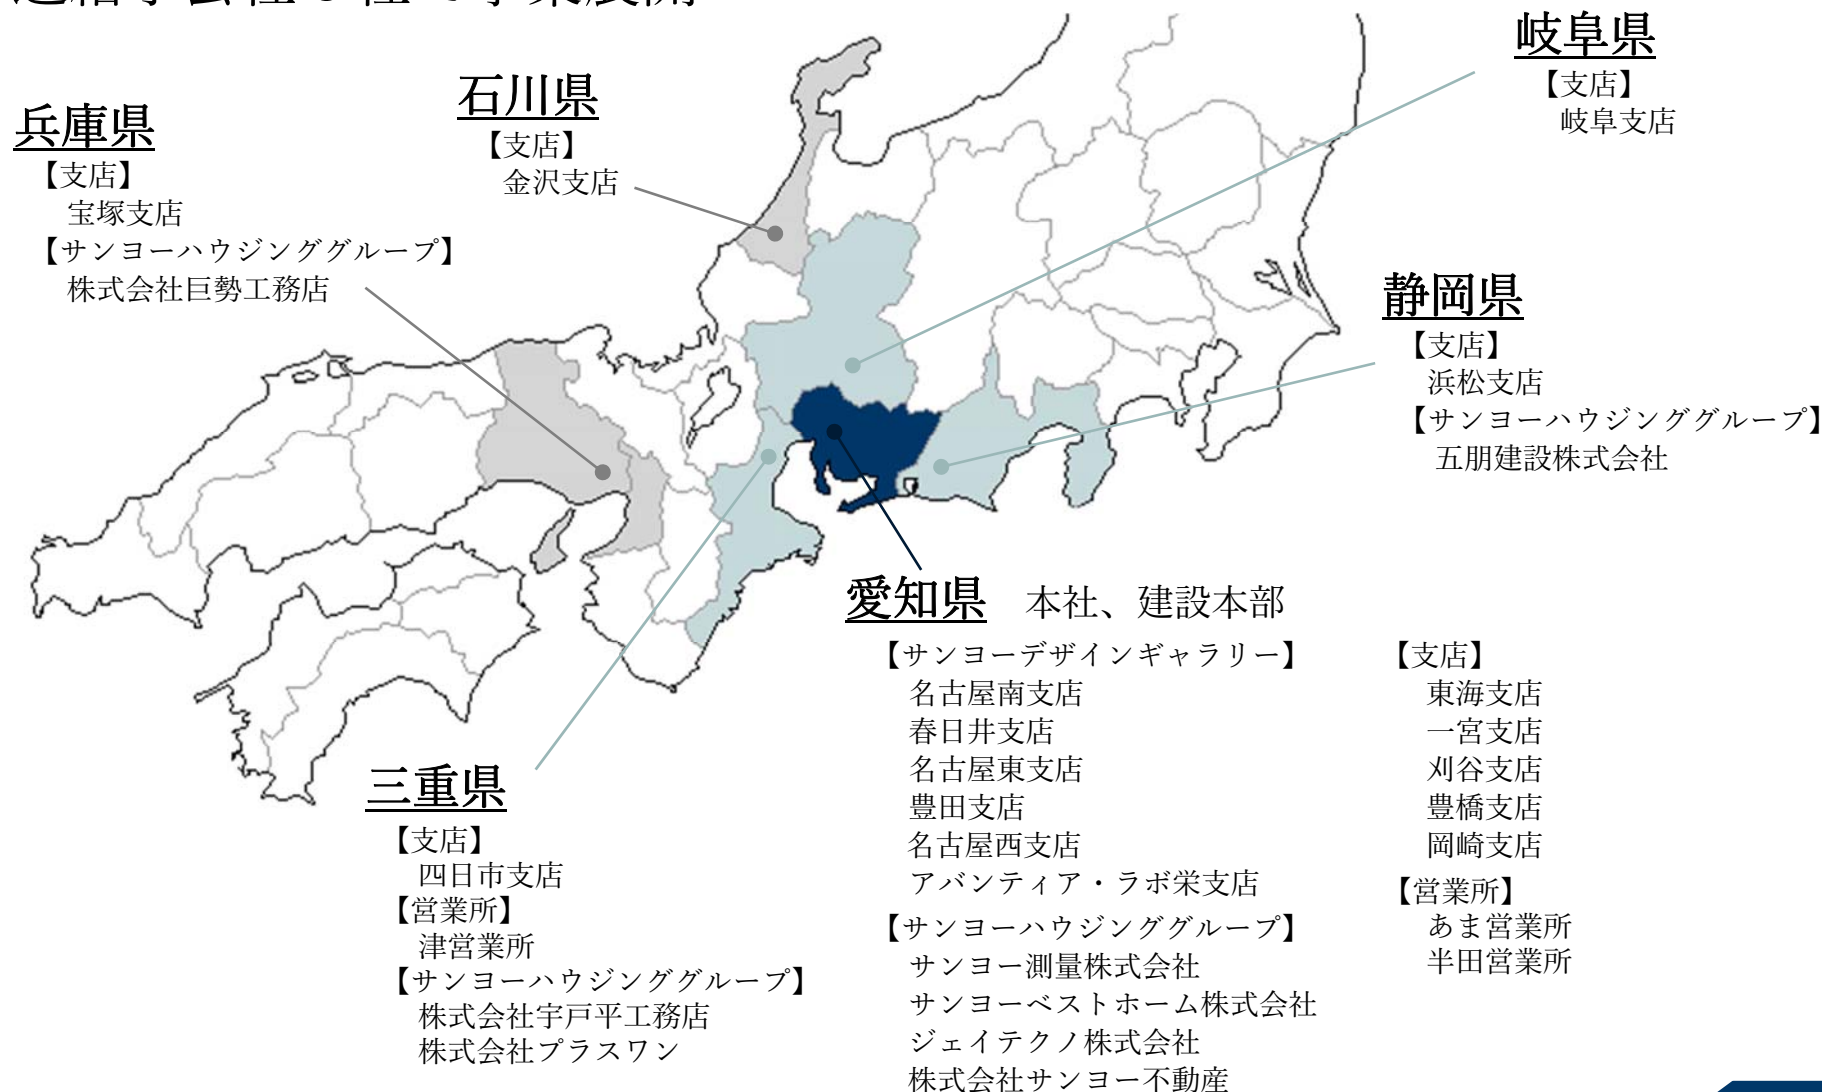 兵庫県
【支店】
宝塚支店
【サンヨーハウジンググループ】
株式会社巨勢工務店
石川県
【支店】
金沢支店
岐阜県
【支店】
岐阜支店
静岡県
【支店】
浜松支店
【サンヨーハウジンググループ】
五朋建設株式会社
愛知県 本社、建設本部
【サンヨーデザインギャラリー】
名古屋南支店
春日井支店
名古屋東支店
豊田支店
名古屋西支店
アバンティア・ラボ栄支店
【サンヨーハウジンググループ】
サンヨー測量株式会社
サンヨーベストホーム株式会社
ジェイテクノ株式会社
株式会社サンヨー不動産
【支店】
東海支店
一宮支店
刈谷支店
豊橋支店
岡崎支店
【営業所】
あま営業所
半田営業所
三重県
【支店】
四日市支店
【営業所】
津営業所
【サンヨーハウジンググループ】
株式会社宇戸平工務店
株式会社プラスワン